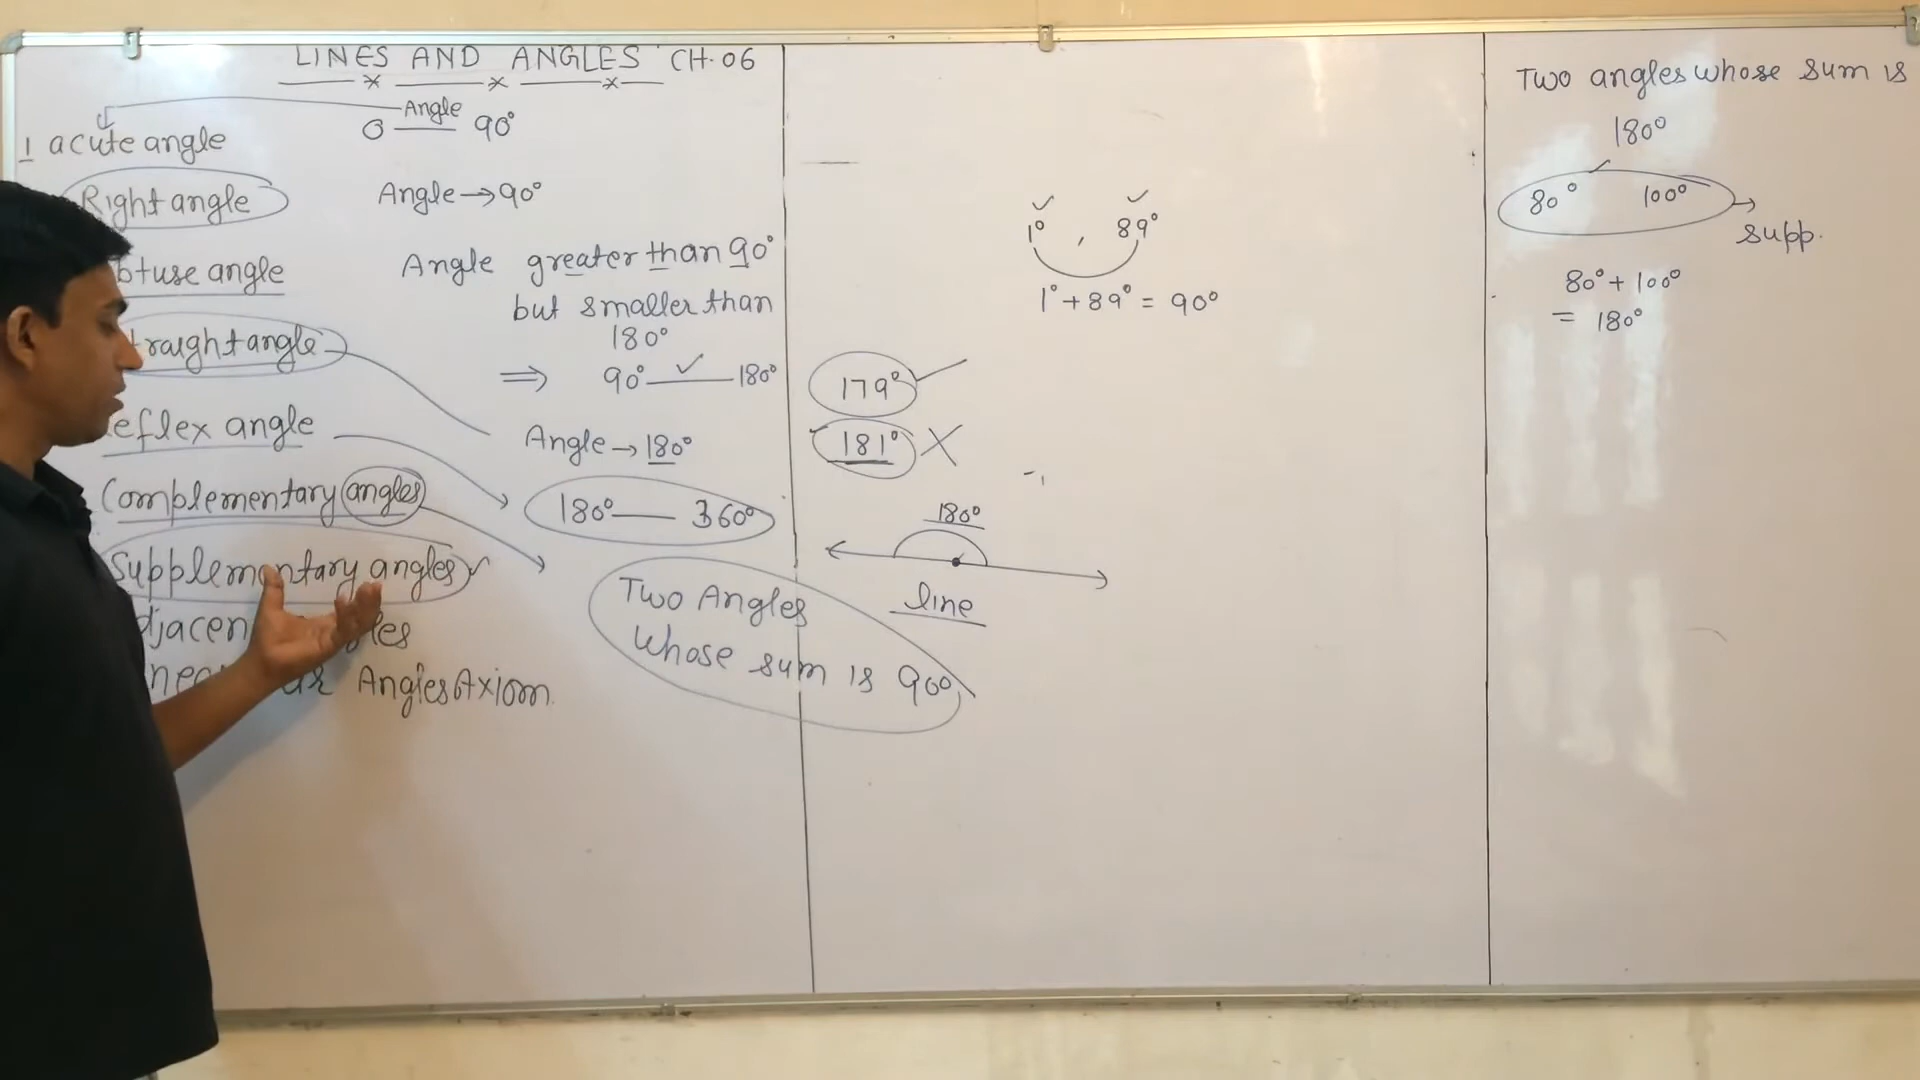 LINES AND ANGLES CH.06
Angle
0 — 90°
1 acute angle
Right angle
Angle → 90°
btuse angle
Angle greater than 90°
but smaller than
180°
traight angle
⇒ 90° ✓ 180°
eflex angle
Angle → 180°
Complementary angles
180° — 360°
Supplementary angles
Two Angles
whose sum is 90°
djacen les
nea Angles Axiom
1° , 89°
1° + 89° = 90°
179°
181° X
180°
line
Two angles whose sum is
180°
80° 100° →
supp.
80° + 100°
= 180°